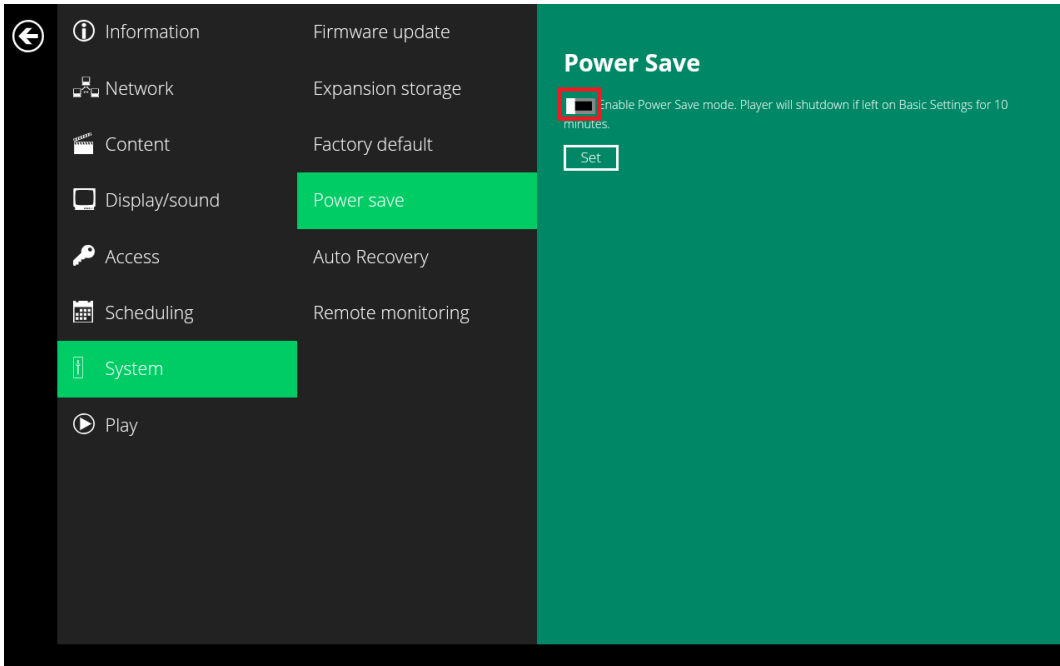 Information
Network
Content
Display/sound
Access
Scheduling
System
Play
Firmware update
Expansion storage
Factory default
Power save
Auto Recovery
Remote monitoring
Power Save
Enable Power Save mode. Player will shutdown if left on Basic Settings for 10
minutes.
Set